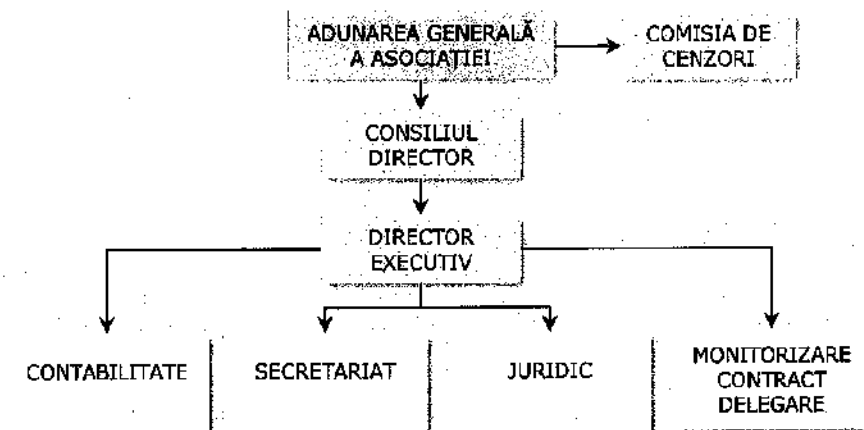 ADUNAREA GENERALĂ
A ASOCIAȚIEI
COMISIA DE
CENZORI
CONSILIUL
DIRECTOR
DIRECTOR
EXECUTIV
CONTABILITATE
SECRETARIAT
JURIDIC
MONITORIZARE
CONTRACT
DELEGARE